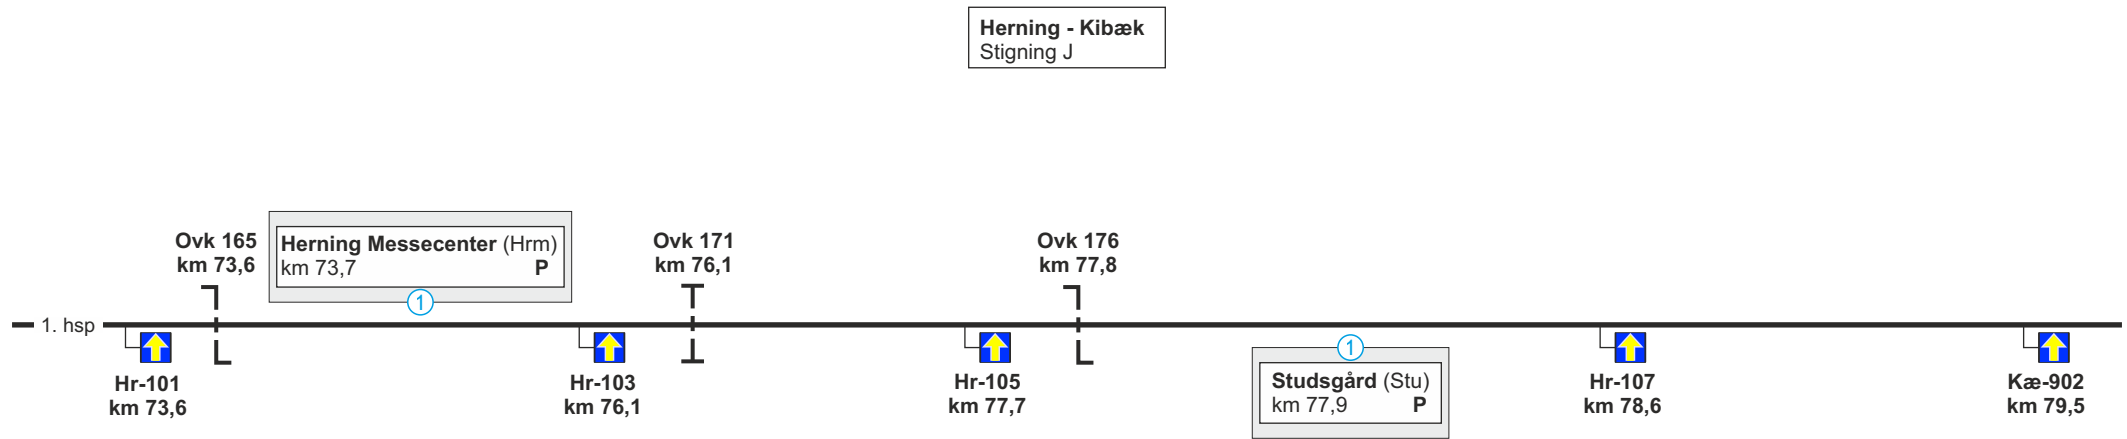 Herning - Kibæk
Stigning J
Ovk 165
km 73,6
Herning Messecenter (Hrm)
km 73,7 P
1
Ovk 171
km 76,1
Ovk 176
km 77,8
1. hsp
Hr-101
km 73,6
Hr-103
km 76,1
Hr-105
km 77,7
1
Studsgård (Stu)
km 77,9 P
Hr-107
km 78,6
Kæ-902
km 79,5